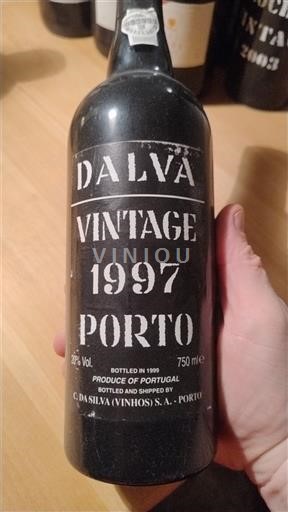 DALVA
VINTAGE
VINIOU
1997
PORTO
20% Vol. 750 ml e
BOTTLED IN 1999
PRODUCE OF PORTUGAL
BOTTLED AND SHIPPED BY
C. DA SILVA (VINHOS) S.A. - PORTO
2003